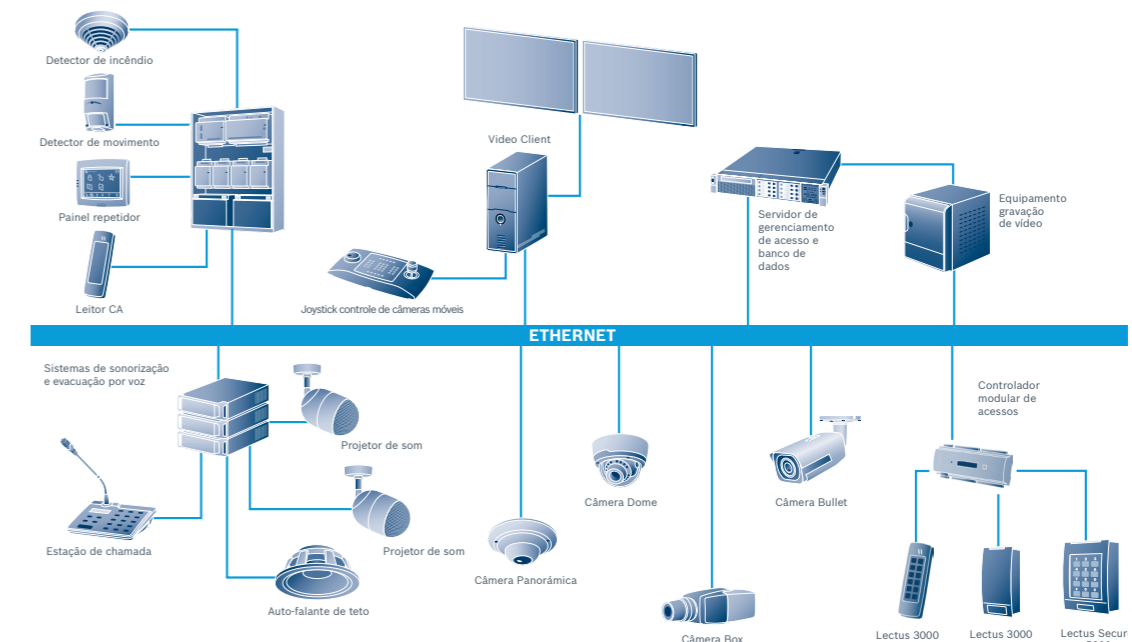 Detector de incêndio
Detector de movimento
Painel repetidor
Leitor CA
Video Client
Joystick controle de câmeras móveis
Servidor de
gerenciamento
de acesso e
banco de
dados
Equipamento
gravação
de vídeo
ETHERNET
Sistemas de sonorização
e evacuação por voz
Projetor de som
Estação de chamada
Projetor de som
Auto-falante de teto
Câmera Panorámica
Câmera Dome
Câmera Box
Câmera Bullet
Controlador
modular de
acessos
Lectus 3000
Lectus 3000
Lectus Secur